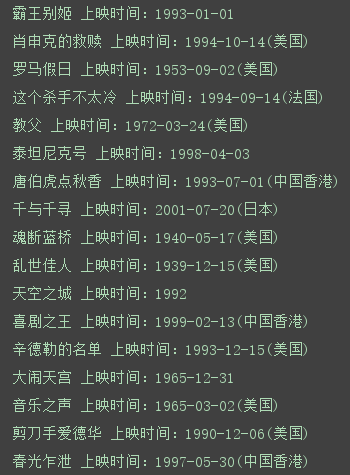 霸王别姬 上映时间：1993-01-01
肖申克的救赎 上映时间：1994-10-14(美国)
罗马假日 上映时间：1953-09-02(美国)
这个杀手不太冷 上映时间：1994-09-14(法国)
教父 上映时间：1972-03-24(美国)
泰坦尼克号 上映时间：1998-04-03
唐伯虎点秋香 上映时间：1993-07-01(中国香港)
千与千寻 上映时间：2001-07-20(日本)
魂断蓝桥 上映时间：1940-05-17(美国)
乱世佳人 上映时间：1939-12-15(美国)
天空之城 上映时间：1992
喜剧之王 上映时间：1999-02-13(中国香港)
辛德勒的名单 上映时间：1993-12-15(美国)
大闹天宫 上映时间：1965-12-31
音乐之声 上映时间：1965-03-02(美国)
剪刀手爱德华 上映时间：1990-12-06(美国)
春光乍泄 上映时间：1997-05-30(中国香港)